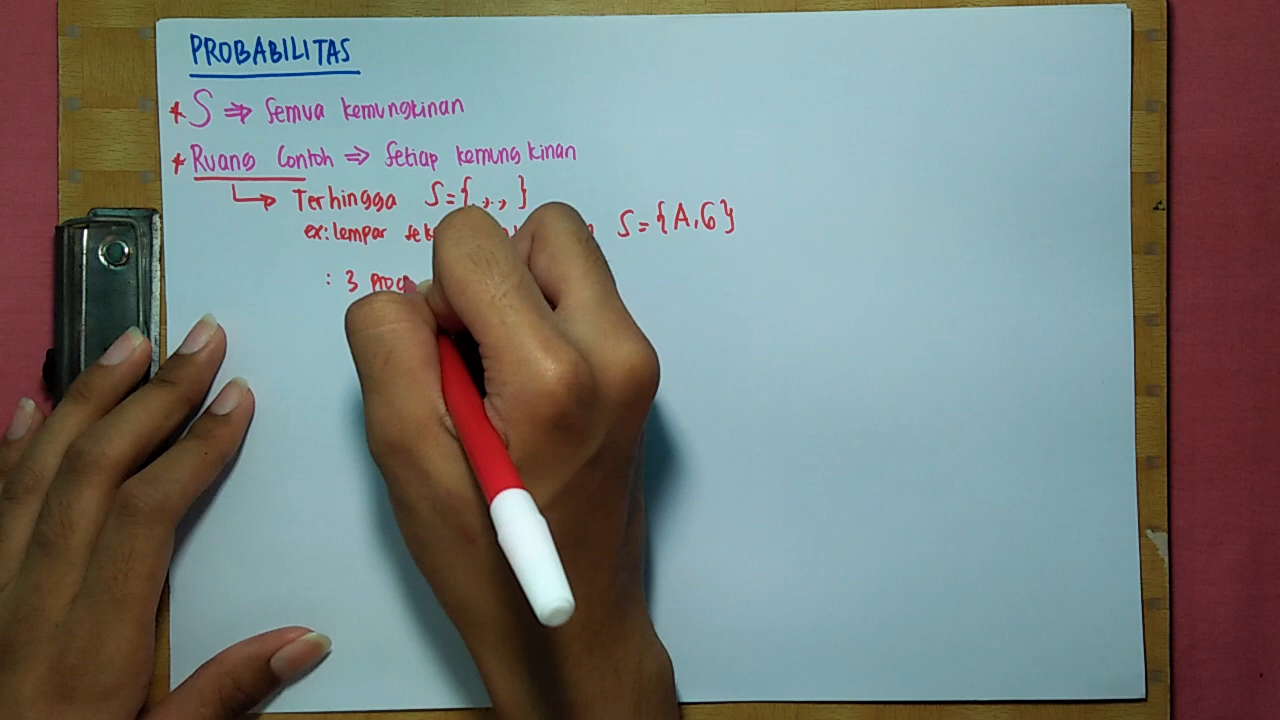 PROBABILITAS
* S ⇒ Semua kemungkinan
* Ruang Contoh ⇒ Setiap kemungkinan
↳ Terhingga S={.,.., }
ex: lempar S={A,G}
: 3